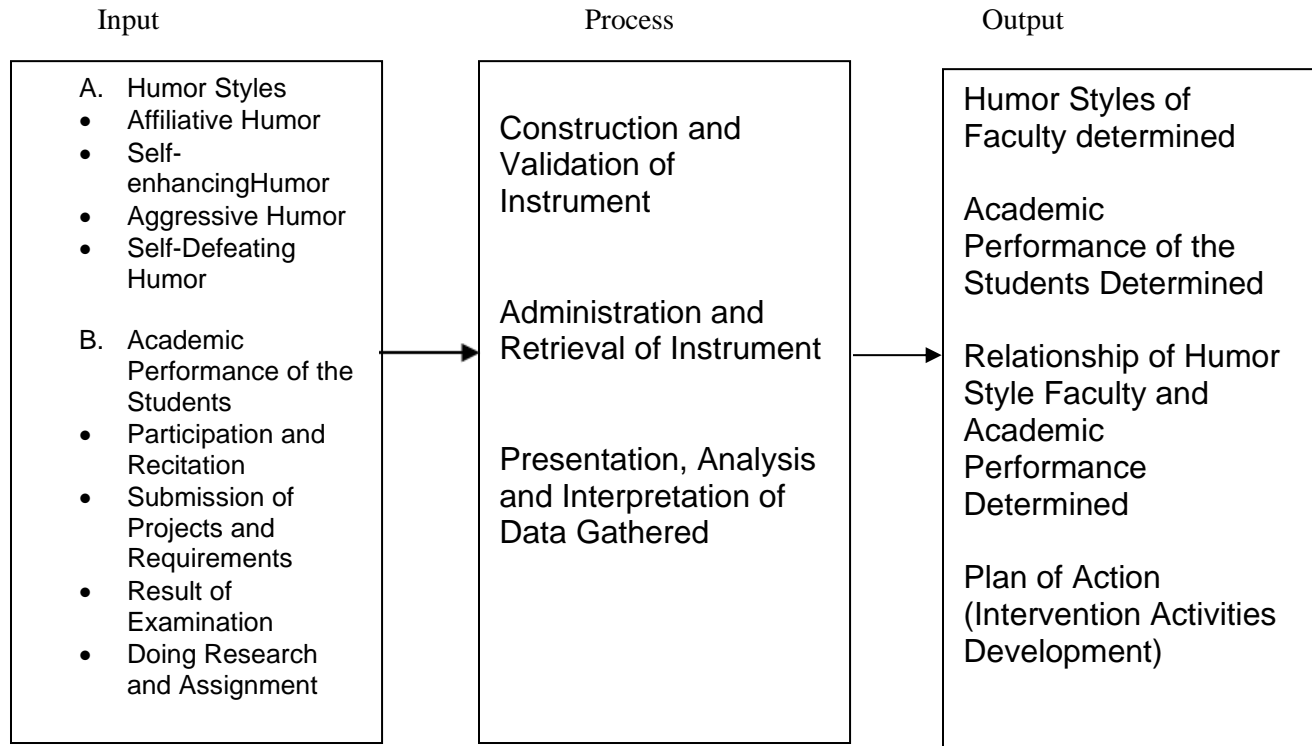 Input
Process
Output
A. Humor Styles
• Affiliative Humor
• Self-
enhancingHumor
• Aggressive Humor
• Self-Defeating
Humor
B. Academic
Performance of the
Students
• Participation and
Recitation
• Submission of
Projects and
Requirements
• Result of
Examination
• Doing Research
and Assignment
Construction and
Validation of
Instrument
Administration and
Retrieval of Instrument
Presentation, Analysis
and Interpretation of
Data Gathered
Humor Styles of
Faculty determined
Academic
Performance of the
Students Determined
Relationship of Humor
Style Faculty and
Academic
Performance
Determined
Plan of Action
(Intervention Activities
Development)